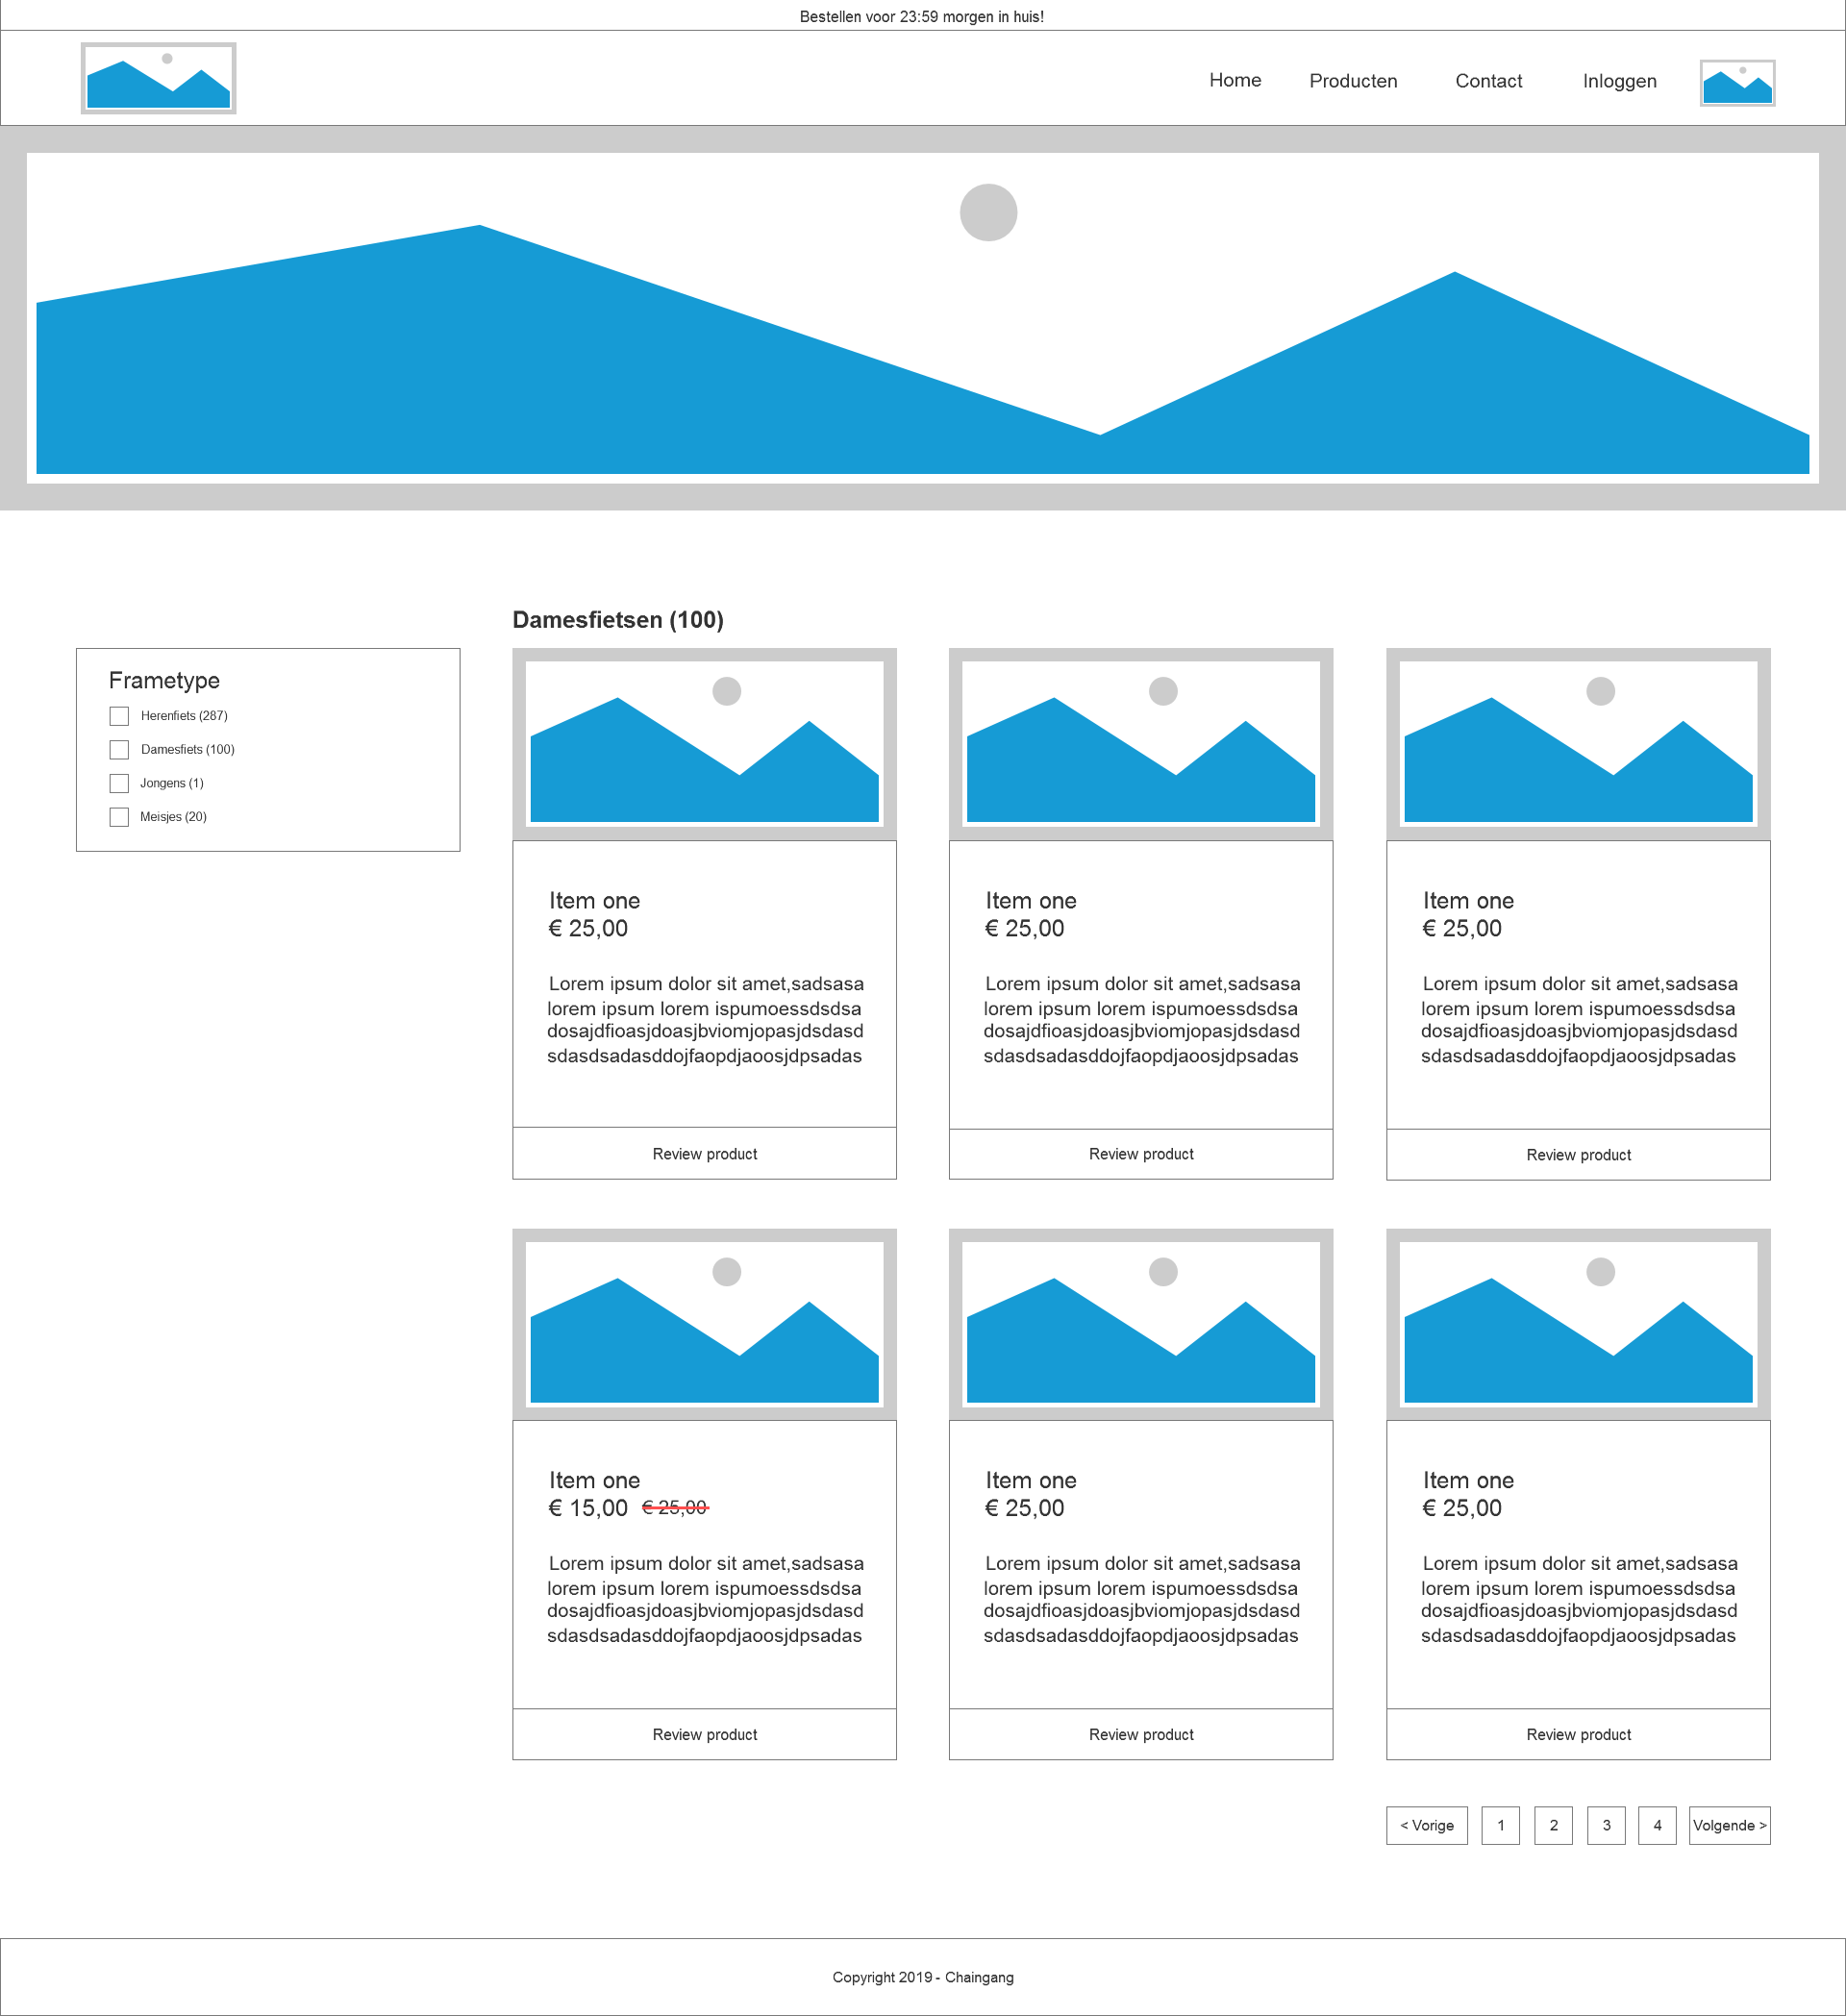 Bestellen voor 23:59 morgen in huis!
Home
Producten
Contact
Inloggen
Damesfietsen (100)
Frametype
Herenfiets (287)
Damesfiets (100)
Jongens (1)
Meisjes (20)
Item one
€ 25,00
Lorem ipsum dolor sit amet,sadsasa
lorem ipsum lorem ispumoessdsdsa
dosajdfioasjdoasjbviomjopasjdsdasd
sdasdsadasddojfaopdjaoosjdpsadas
Review product
Item one
€ 25,00
Lorem ipsum dolor sit amet,sadsasa
lorem ipsum lorem ispumoessdsdsa
dosajdfioasjdoasjbviomjopasjdsdasd
sdasdsadasddojfaopdjaoosjdpsadas
Review product
Item one
€ 25,00
Lorem ipsum dolor sit amet,sadsasa
lorem ipsum lorem ispumoessdsdsa
dosajdfioasjdoasjbviomjopasjdsdasd
sdasdsadasddojfaopdjaoosjdpsadas
Review product
Item one
€ 15,00 € 25,00
Lorem ipsum dolor sit amet,sadsasa
lorem ipsum lorem ispumoessdsdsa
dosajdfioasjdoasjbviomjopasjdsdasd
sdasdsadasddojfaopdjaoosjdpsadas
Review product
Item one
€ 25,00
Lorem ipsum dolor sit amet,sadsasa
lorem ipsum lorem ispumoessdsdsa
dosajdfioasjdoasjbviomjopasjdsdasd
sdasdsadasddojfaopdjaoosjdpsadas
Review product
Item one
€ 25,00
Lorem ipsum dolor sit amet,sadsasa
lorem ipsum lorem ispumoessdsdsa
dosajdfioasjdoasjbviomjopasjdsdasd
sdasdsadasddojfaopdjaoosjdpsadas
Review product
< Vorige
1
2
3
4
Volgende >
Copyright 2019 - Chaingang